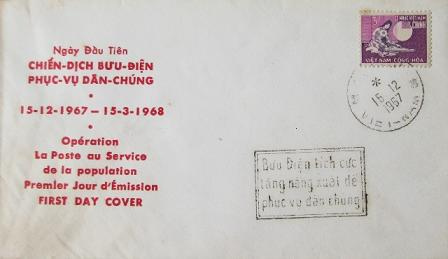 Ngày Đầu Tiên
CHIẾN-DỊCH BƯU-ĐIỆN
PHỤC-VỤ DÂN-CHÚNG
•
15-12-1967 — 15-3-1968
•
Opération
La Poste au Service
de la population
Premier Jour d'Émission
FIRST DAY COVER
VIỆT-NAM CỘNG-HÒA
15-12
1967
Bưu Điện tích cực
tăng năng xuất để
phục vụ dân chúng